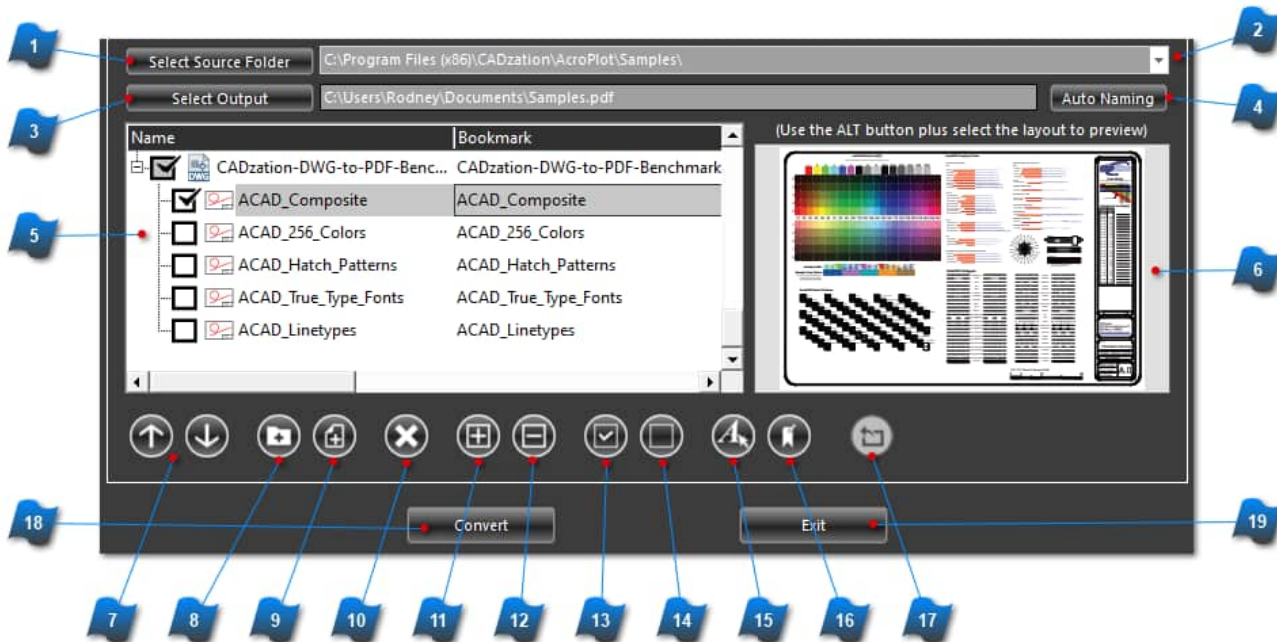 1
2
Select Source Folder
C:\Program Files (x86)\CADzation\AcroPlot\Samples\
3
Select Output
C:\Users\Rodney\Documents\Samples.pdf
Auto Naming
4
Name Bookmark
(Use the ALT button plus select the layout to preview)
DWG CADzation-DWG-to-PDF-Benc... CADzation-DWG-to-PDF-Benchmark
ACAD_Composite ACAD_Composite
5
ACAD_256_Colors ACAD_256_Colors
6
ACAD_Hatch_Patterns ACAD_Hatch_Patterns
ACAD_True_Type_Fonts ACAD_True_Type_Fonts
ACAD_Linetypes ACAD_Linetypes
A
18
Convert
Exit
19
7
8
9
10
11
12
13
14
15
16
17